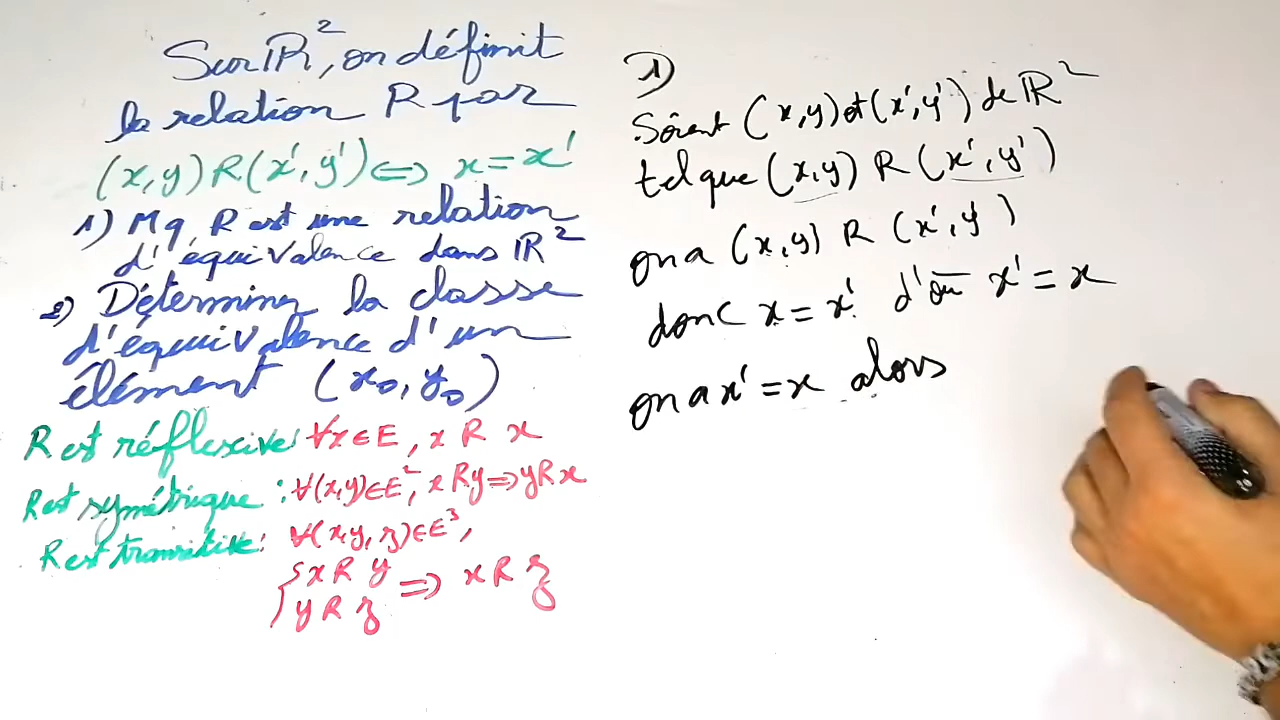 Sur ℝ², on définit
la relation R par
(x,y) R (x',y') ⟺ x = x'
1) Mq R est une relation
d'équivalence dans ℝ²
2) Déterminer la classe
d'équivalence d'un
élément (x₀, y₀)
R est réflexive: ∀x∈E, x R x
R est symétrique : ∀(x,y)∈E², x R y ⟹ y R x
R est transitive: ∀(x,y,z)∈E³,
{ x R y
y R z ⟹ x R z
1)
Soient (x,y) et (x',y') de ℝ²
tel que (x,y) R (x',y')
on a (x,y) R (x',y')
donc x = x' d'où x' = x
on a x' = x alors